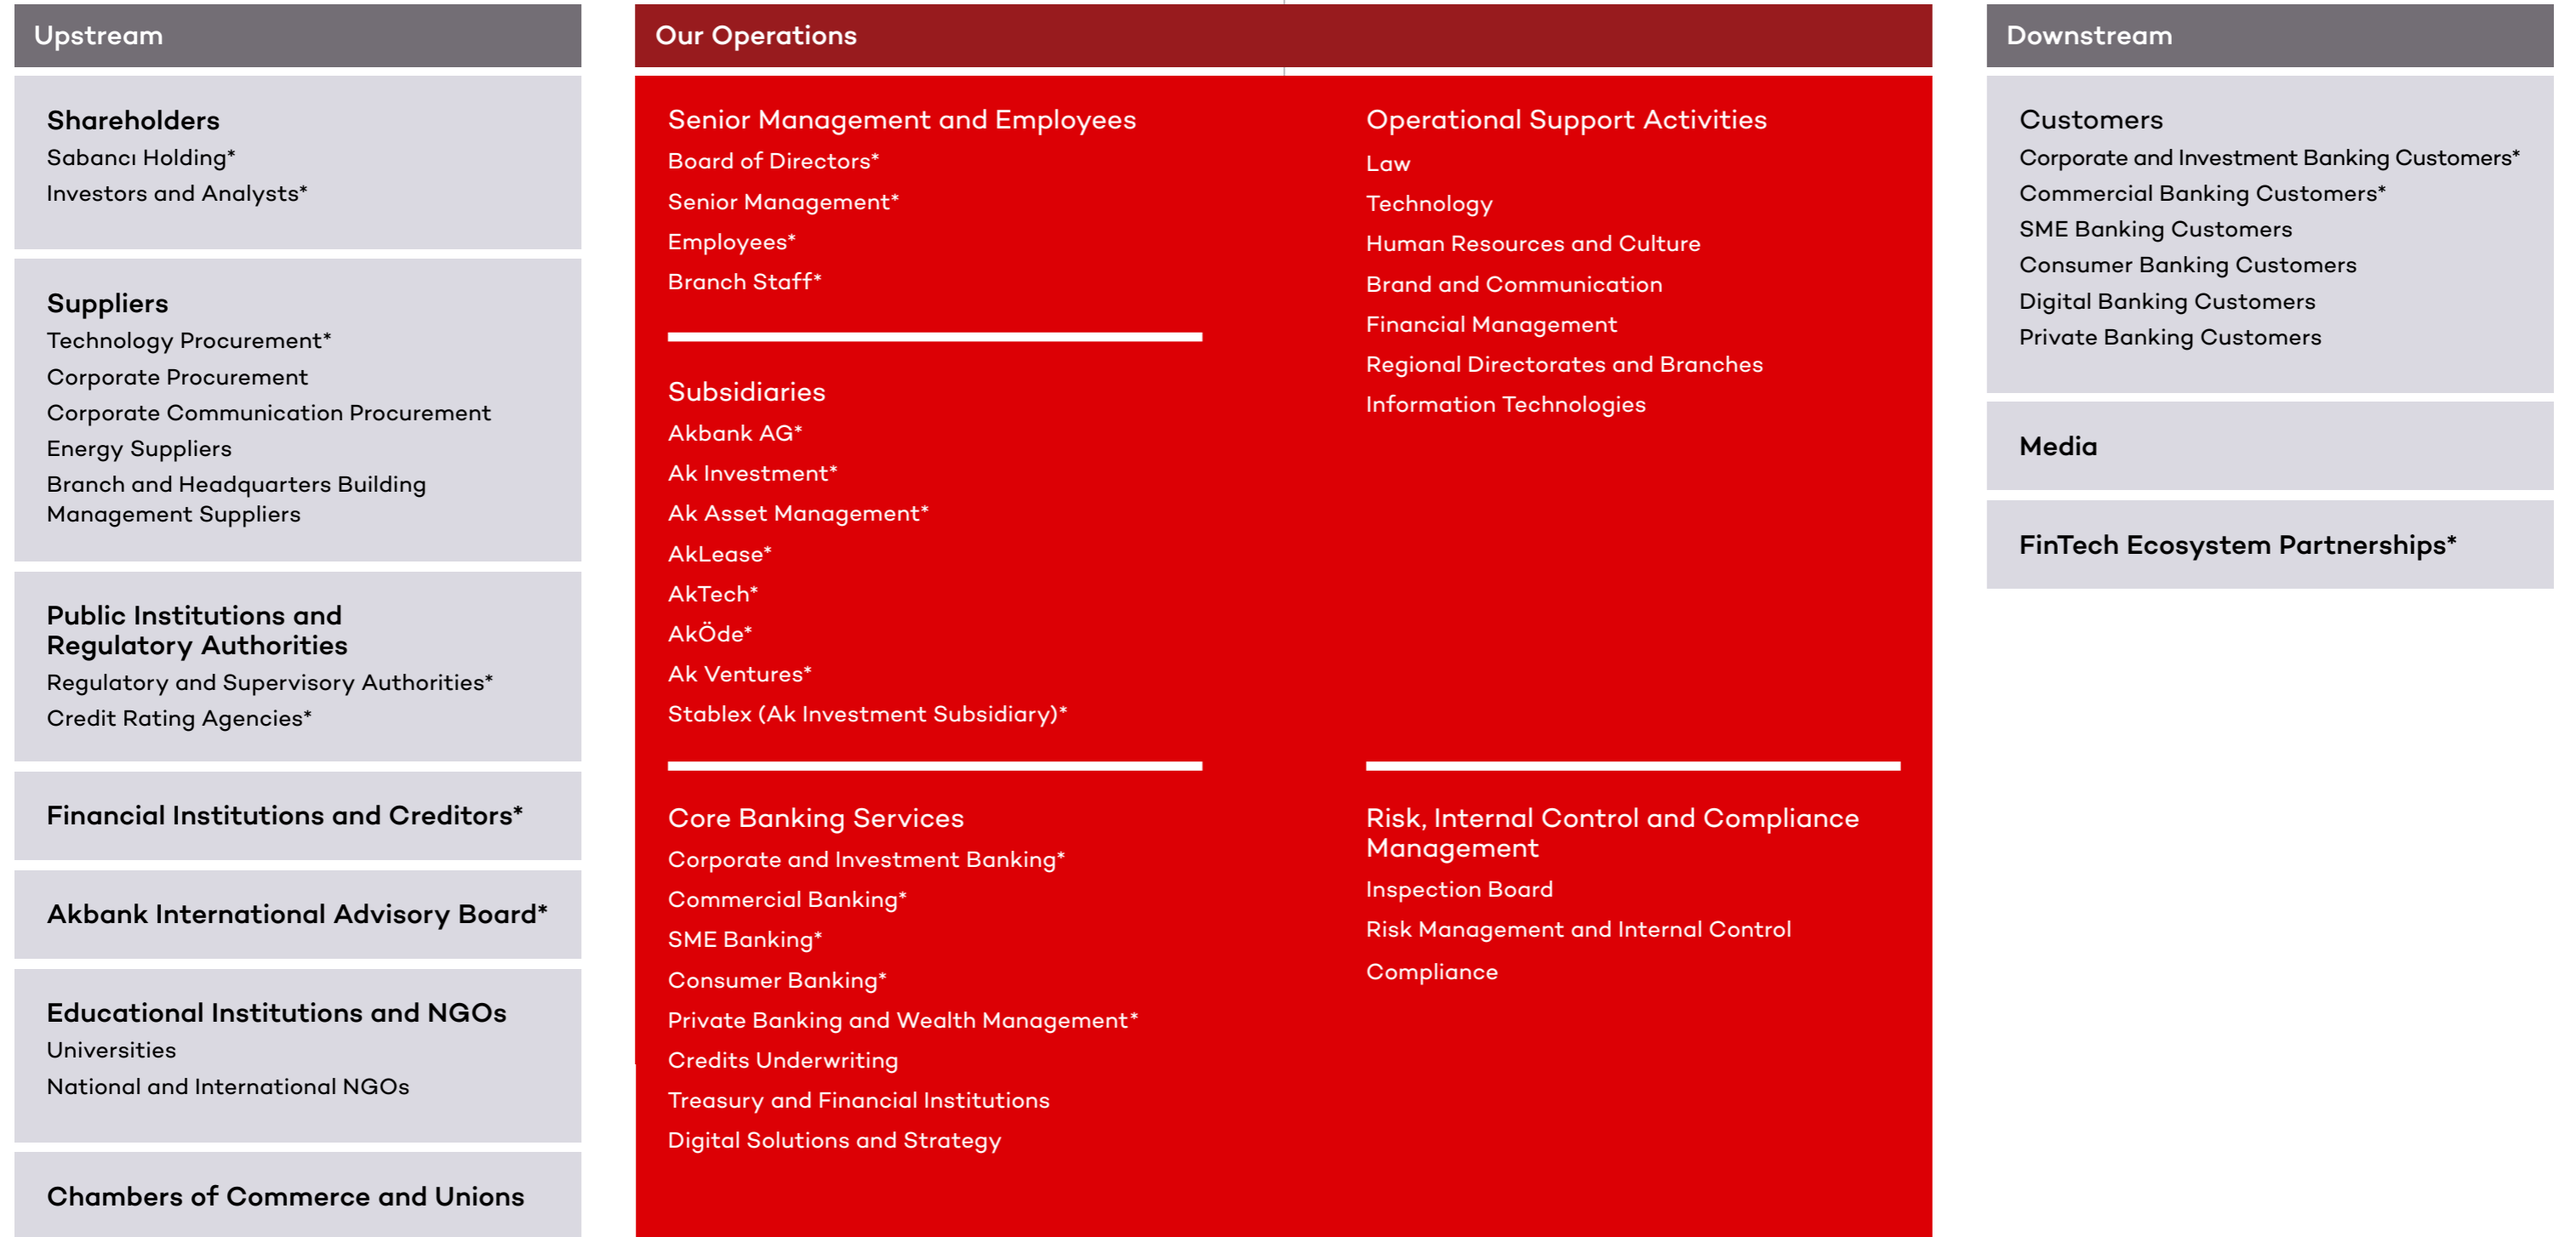 Upstream
Shareholders
Sabancı Holding*
Investors and Analysts*
Suppliers
Technology Procurement*
Corporate Procurement
Corporate Communication Procurement
Energy Suppliers
Branch and Headquarters Building
Management Suppliers
Public Institutions and
Regulatory Authorities
Regulatory and Supervisory Authorities*
Credit Rating Agencies*
Financial Institutions and Creditors*
Akbank International Advisory Board*
Educational Institutions and NGOs
Universities
National and International NGOs
Chambers of Commerce and Unions
Our Operations
Senior Management and Employees
Board of Directors*
Senior Management*
Employees*
Branch Staff*
Subsidiaries
Akbank AG*
Ak Investment*
Ak Asset Management*
AkLease*
AkTech*
AkÖde*
Ak Ventures*
Stablex (Ak Investment Subsidiary)*
Core Banking Services
Corporate and Investment Banking*
Commercial Banking*
SME Banking*
Consumer Banking*
Private Banking and Wealth Management*
Credits Underwriting
Treasury and Financial Institutions
Digital Solutions and Strategy
Operational Support Activities
Law
Technology
Human Resources and Culture
Brand and Communication
Financial Management
Regional Directorates and Branches
Information Technologies
Risk, Internal Control and Compliance
Management
Inspection Board
Risk Management and Internal Control
Compliance
Downstream
Customers
Corporate and Investment Banking Customers*
Commercial Banking Customers*
SME Banking Customers
Consumer Banking Customers
Digital Banking Customers
Private Banking Customers
Media
FinTech Ecosystem Partnerships*